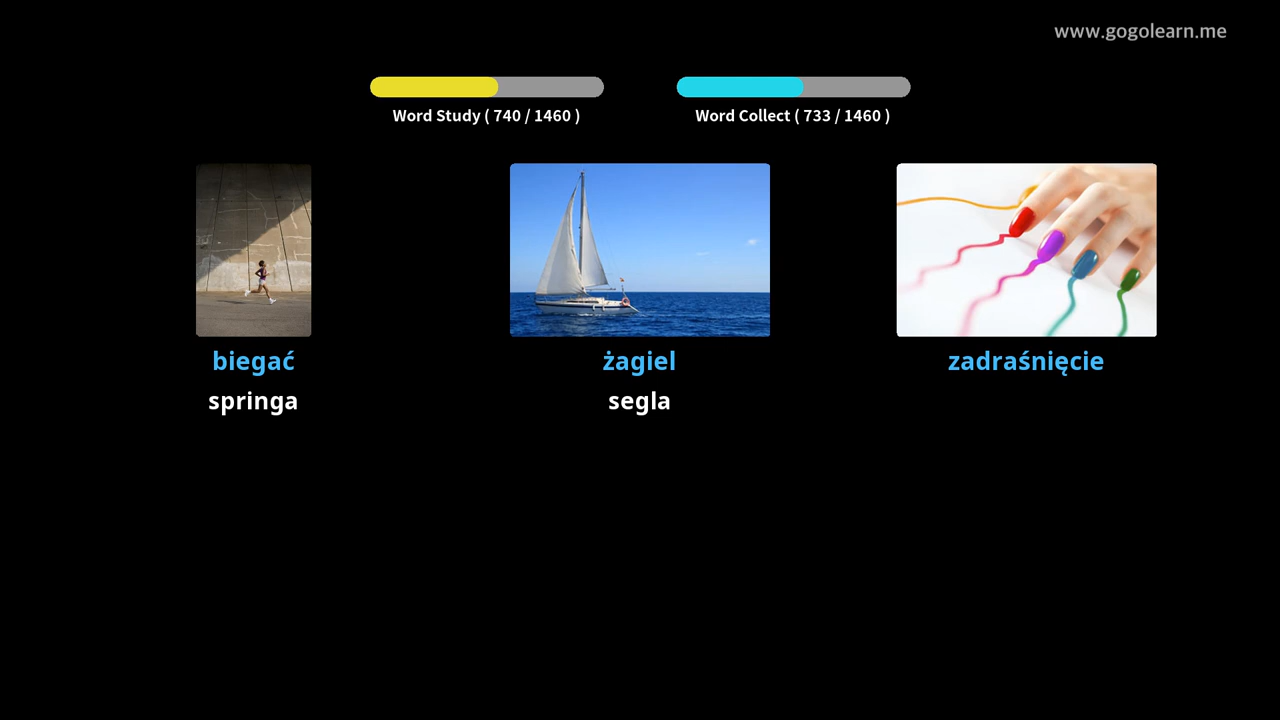 www.gogolearn.me
Word Study ( 740 / 1460 )
Word Collect ( 733 / 1460 )
biegać
żagiel
zadraśnięcie
springa
segla